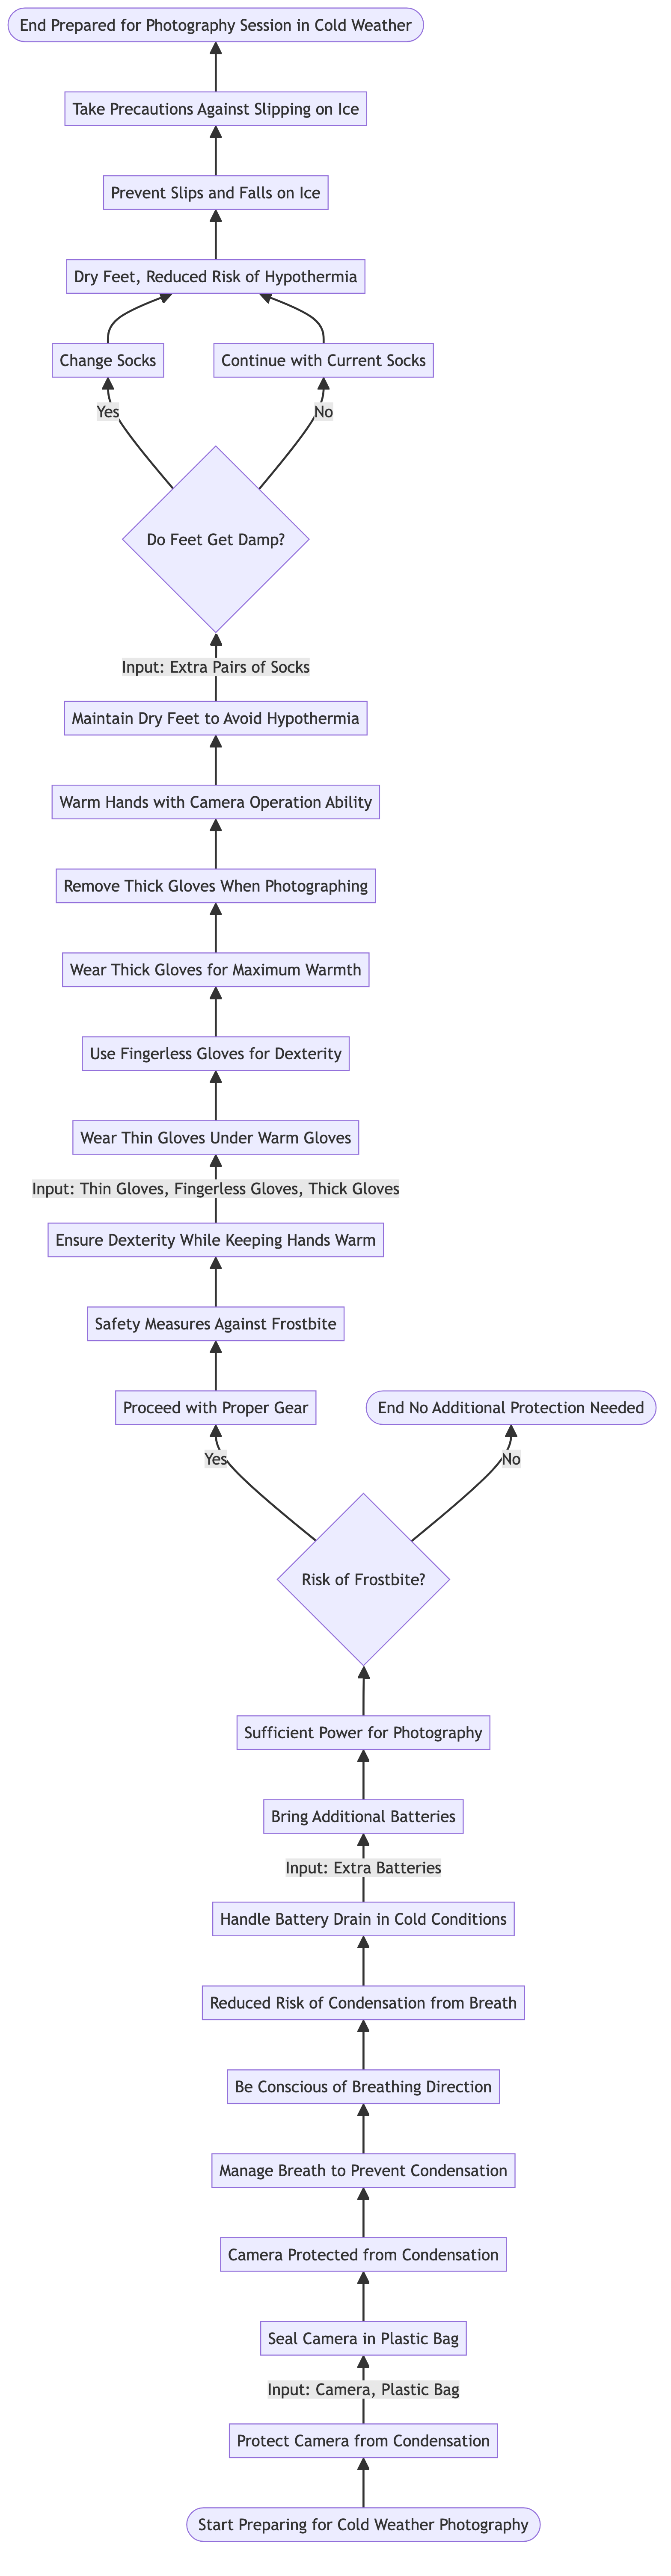 End Prepared for Photography Session in Cold Weather
Take Precautions Against Slipping on Ice
Prevent Slips and Falls on Ice
Dry Feet, Reduced Risk of Hypothermia
Change Socks
Continue with Current Socks
Yes
No
Do Feet Get Damp?
Input: Extra Pairs of Socks
Maintain Dry Feet to Avoid Hypothermia
Warm Hands with Camera Operation Ability
Remove Thick Gloves When Photographing
Wear Thick Gloves for Maximum Warmth
Use Fingerless Gloves for Dexterity
Wear Thin Gloves Under Warm Gloves
Input: Thin Gloves, Fingerless Gloves, Thick Gloves
Ensure Dexterity While Keeping Hands Warm
Safety Measures Against Frostbite
Proceed with Proper Gear
End No Additional Protection Needed
Yes
No
Risk of Frostbite?
Sufficient Power for Photography
Bring Additional Batteries
Input: Extra Batteries
Handle Battery Drain in Cold Conditions
Reduced Risk of Condensation from Breath
Be Conscious of Breathing Direction
Manage Breath to Prevent Condensation
Camera Protected from Condensation
Seal Camera in Plastic Bag
Input: Camera, Plastic Bag
Protect Camera from Condensation
Start Preparing for Cold Weather Photography